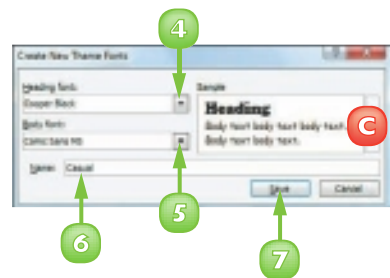 4
Create New Theme Fonts
Heading font:
Cooper Black
Body font:
Comic Sans MS
Sample
Heading
Body text body text body text.
Body text body text.
C
Name: Casual
Save Cancel
5
6
7